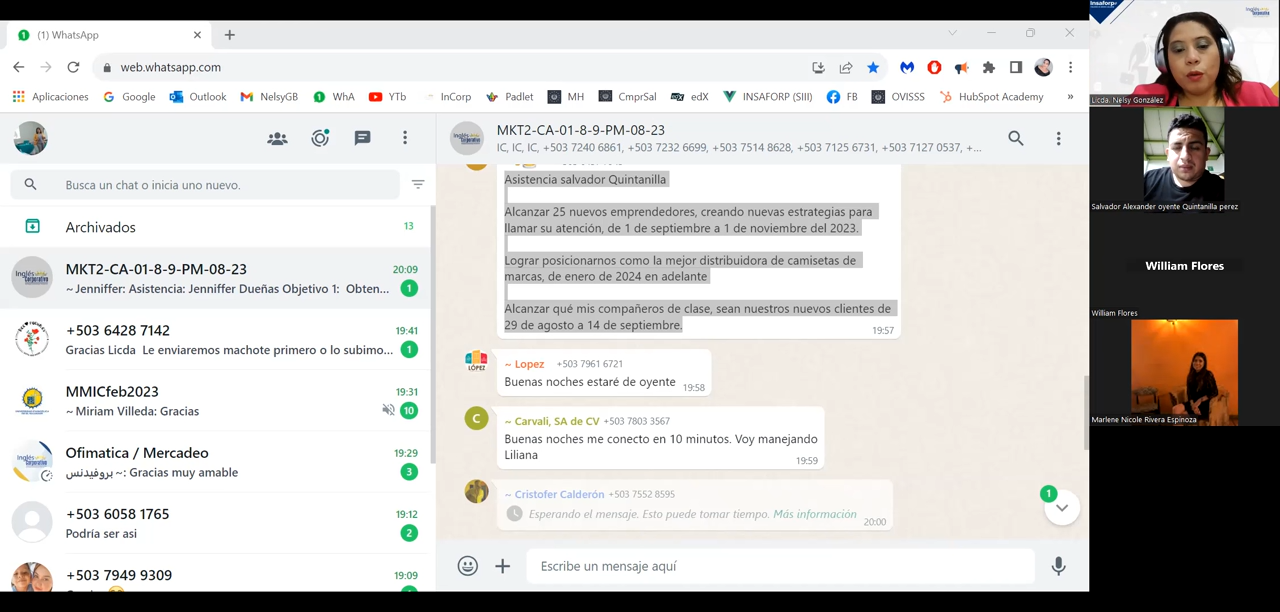 (1) WhatsApp
web.whatsapp.com
Aplicaciones
Google
Outlook
NelsyGB
WhA
YTb
InCorp
Padlet
MH
CmprSal
edX
INSAFORP (SIII)
FB
OVISSS
HubSpot Academy
»
Busca un chat o inicia uno nuevo.
Archivados
13
MKT2-CA-01-8-9-PM-08-23
20:09
~ Jenniffer: Asistencia: Jenniffer Dueñas Objetivo 1: Obten...
1
+503 6428 7142
19:41
Gracias Licda Le enviaremos machote primero o lo subimo...
1
MMICfeb2023
19:31
~ Miriam Villeda: Gracias
10
Ofimatica / Mercadeo
19:29
~ بروفيدنس: Gracias muy amable
3
+503 6058 1765
19:12
Podría ser asi
2
+503 7949 9309
19:09
MKT2-CA-01-8-9-PM-08-23
IC, IC, IC, +503 7240 6861, +503 7232 6699, +503 7514 8628, +503 7125 6731, +503 7127 0537, +...
Asistencia salvador Quintanilla
Alcanzar 25 nuevos emprendedores, creando nuevas estrategias para
llamar su atención, de 1 de septiembre a 1 de noviembre del 2023.
Lograr posicionarnos como la mejor distribuidora de camisetas de
marcas, de enero de 2024 en adelante
Alcanzar qué mis compañeros de clase, sean nuestros nuevos clientes de
29 de agosto a 14 de septiembre.
19:57
LÓPEZ
~ Lopez +503 7961 6721
Buenas noches estaré de oyente
19:58
C
~ Carvali, SA de CV +503 7803 3567
Buenas noches me conecto en 10 minutos. Voy manejando
Liliana
19:59
~ Cristofer Calderón +503 7552 8595
Esperando el mensaje. Esto puede tomar tiempo. Más información
20:00
1
Escribe un mensaje aquí
Insaforp
Licda. Nelsy González
Salvador Alexander oyente Quintanilla perez
William Flores
William Flores
Marlene Nicole Rivera Espinoza